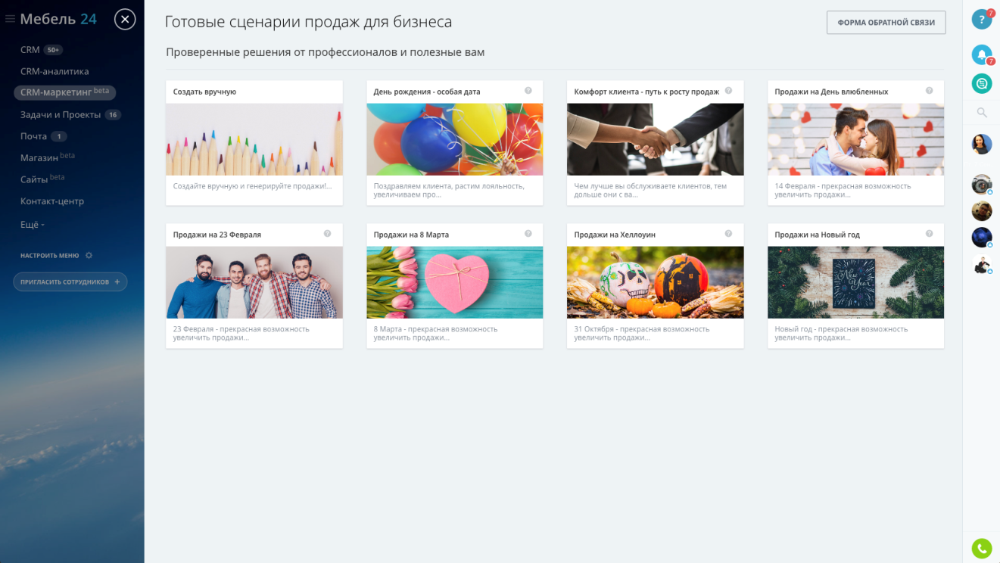 Мебель 24
CRM 50+
CRM-аналитика
CRM-маркетинг beta
Задачи и Проекты 16
Почта 1
Магазин beta
Сайты beta
Контакт-центр
Ещё
НАСТРОИТЬ МЕНЮ
ПРИГЛАСИТЬ СОТРУДНИКОВ +
Готовые сценарии продаж для бизнеса
ФОРМА ОБРАТНОЙ СВЯЗИ
Проверенные решения от профессионалов и полезные вам
Создать вручную
Создайте вручную и генерируйте продажи!...
День рождения - особая дата
?
Поздравляем клиента, растим лояльность,
увеличиваем про...
Комфорт клиента - путь к росту продаж
?
Чем лучше вы обслуживаете клиентов, тем
дольше они с ва...
Продажи на День влюбленных
?
14 Февраля - прекрасная возможность
увеличить продажи...
Продажи на 23 Февраля
?
23 Февраля - прекрасная возможность
увеличить продажи...
Продажи на 8 Марта
?
8 Марта - прекрасная возможность
увеличить продажи...
Продажи на Хеллоуин
?
31 Октября - прекрасная возможность
увеличить продажи...
Продажи на Новый год
?
New
Year
Новый год - прекрасная возможность
увеличить продажи...
?
7
7